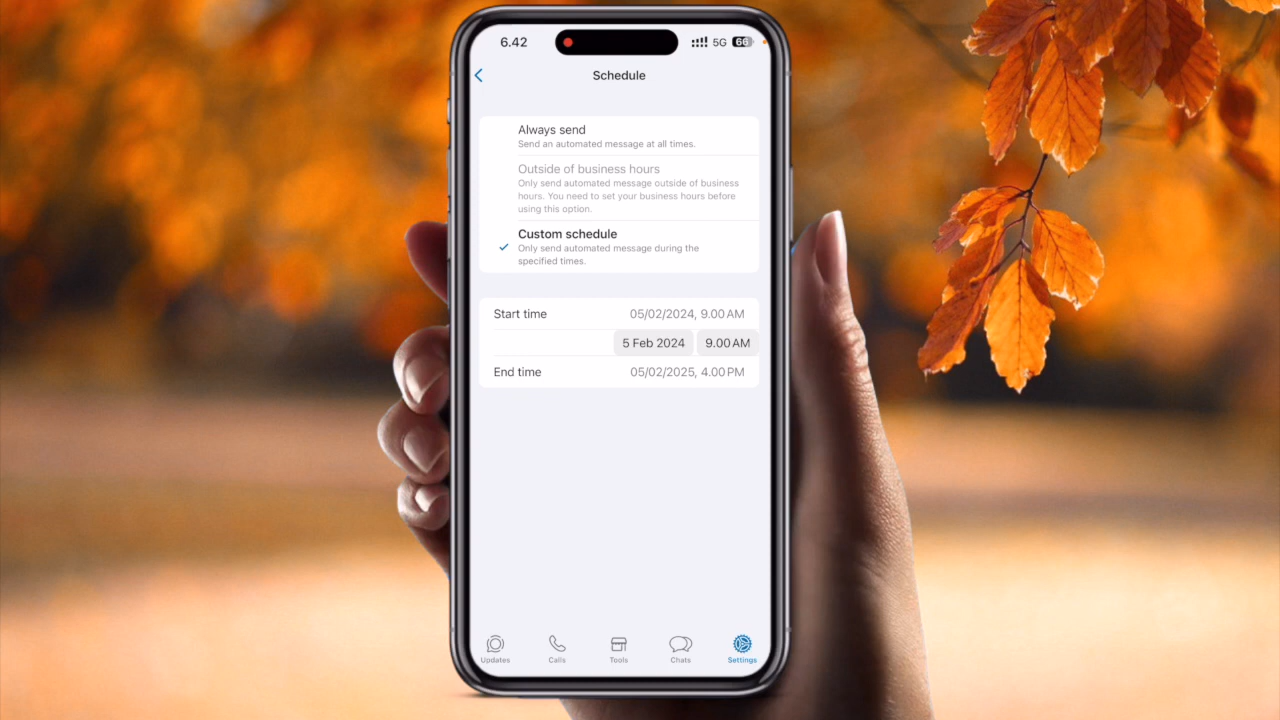 6.42
5G 66
Schedule
Always send
Send an automated message at all times.
Outside of business hours
Only send automated message outside of business
hours. You need to set your business hours before
using this option.
Custom schedule
Only send automated message during the
specified times.
Start time 05/02/2024, 9.00 AM
5 Feb 2024 9.00 AM
End time 05/02/2025, 4.00 PM
Updates Calls Tools Chats Settings